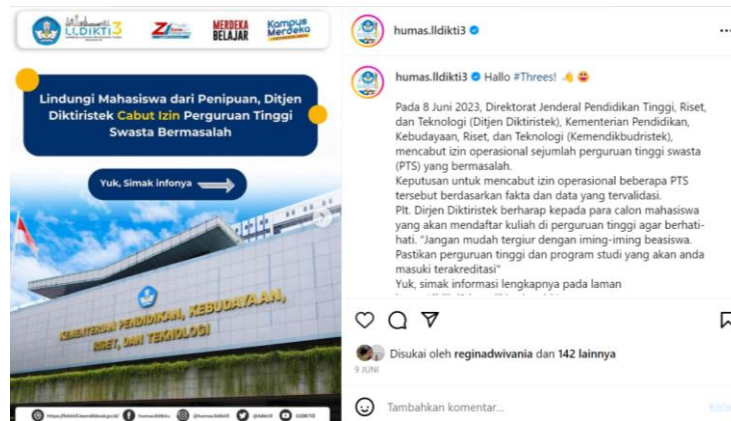 LLDIKTI 3
ZI
MERDEKA
BELAJAR
Kampus
Merdeka
Lindungi Mahasiswa dari Penipuan, Ditjen
Diktiristek Cabut Izin Perguruan Tinggi
Swasta Bermasalah
Yuk, Simak infonya
KEMENTERIAN PENDIDIKAN, KEBUDAYAAN,
RISET, DAN TEKNOLOGI
humas.lldikti3
humas.lldikti3 Hallo #Threes!
Pada 8 Juni 2023, Direktorat Jenderal Pendidikan Tinggi, Riset,
dan Teknologi (Ditjen Diktiristek), Kementerian Pendidikan,
Kebudayaan, Riset, dan Teknologi (Kemendikbudristek),
mencabut izin operasional sejumlah perguruan tinggi swasta
(PTS) yang bermasalah.
Keputusan untuk mencabut izin operasional beberapa PTS
tersebut berdasarkan fakta dan data yang tervalidasi.
Plt. Dirjen Diktiristek berharap kepada para calon mahasiswa
yang akan mendaftar kuliah di perguruan tinggi agar berhati-
hati. "Jangan mudah tergiur dengan iming-iming beasiswa.
Pastikan perguruan tinggi dan program studi yang akan anda
masuki terakreditasi"
Yuk, simak informasi lengkapnya pada laman
Disukai oleh reginadwivania dan 142 lainnya
9 JUNI
Tambahkan komentar...
Kirim